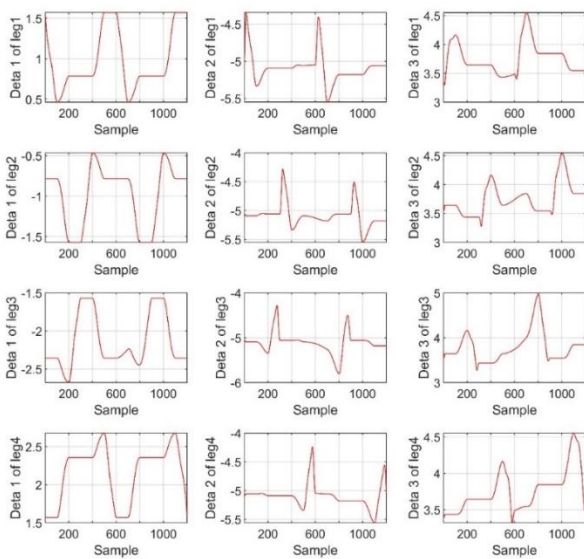 Deta 1 of leg1
1.5
1
0.5
200 600 1000
Sample
Deta 2 of leg1
-4.5
-5
-5.5
200 600 1000
Sample
Deta 3 of leg1
4.5
4
3.5
3
200 600 1000
Sample
Deta 1 of leg2
-0.5
-1
-1.5
200 600 1000
Sample
Deta 2 of leg2
-4
-4.5
-5
-5.5
200 600 1000
Sample
Deta 3 of leg2
4.5
4
3.5
3
200 600 1000
Sample
Deta 1 of leg3
-1.5
-2
-2.5
200 600 1000
Sample
Deta 2 of leg3
-4
-5
-6
200 600 1000
Sample
Deta 3 of leg3
5
4
3
200 600 1000
Sample
Deta 1 of leg4
2.5
2
1.5
200 600 1000
Sample
Deta 2 of leg4
-4
-4.5
-5
-5.5
200 600 1000
Sample
Deta 3 of leg4
4.5
4
3.5
200 600 1000
Sample